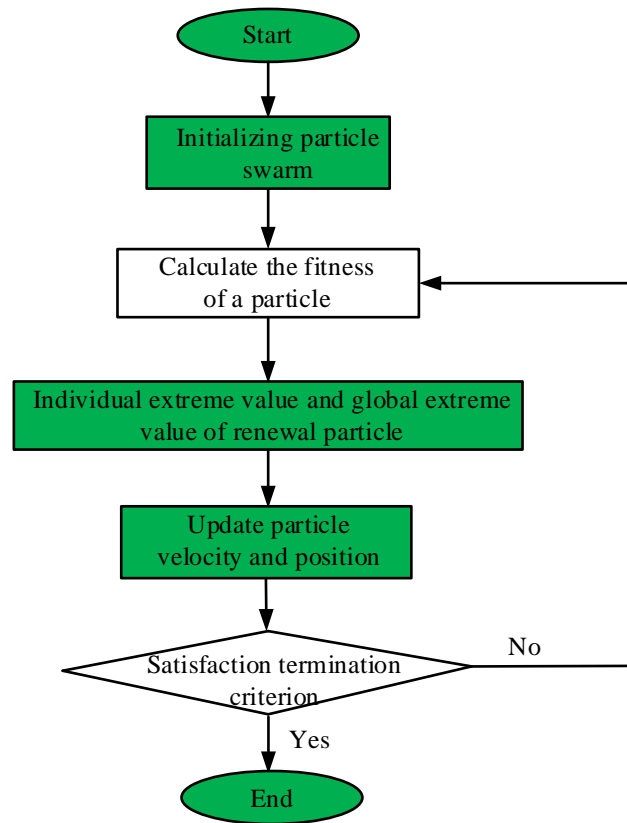 Start
Initializing particle
swarm
Calculate the fitness
of a particle
Individual extreme value and global extreme
value of renewal particle
Update particle
velocity and position
Satisfaction termination
criterion
No
Yes
End